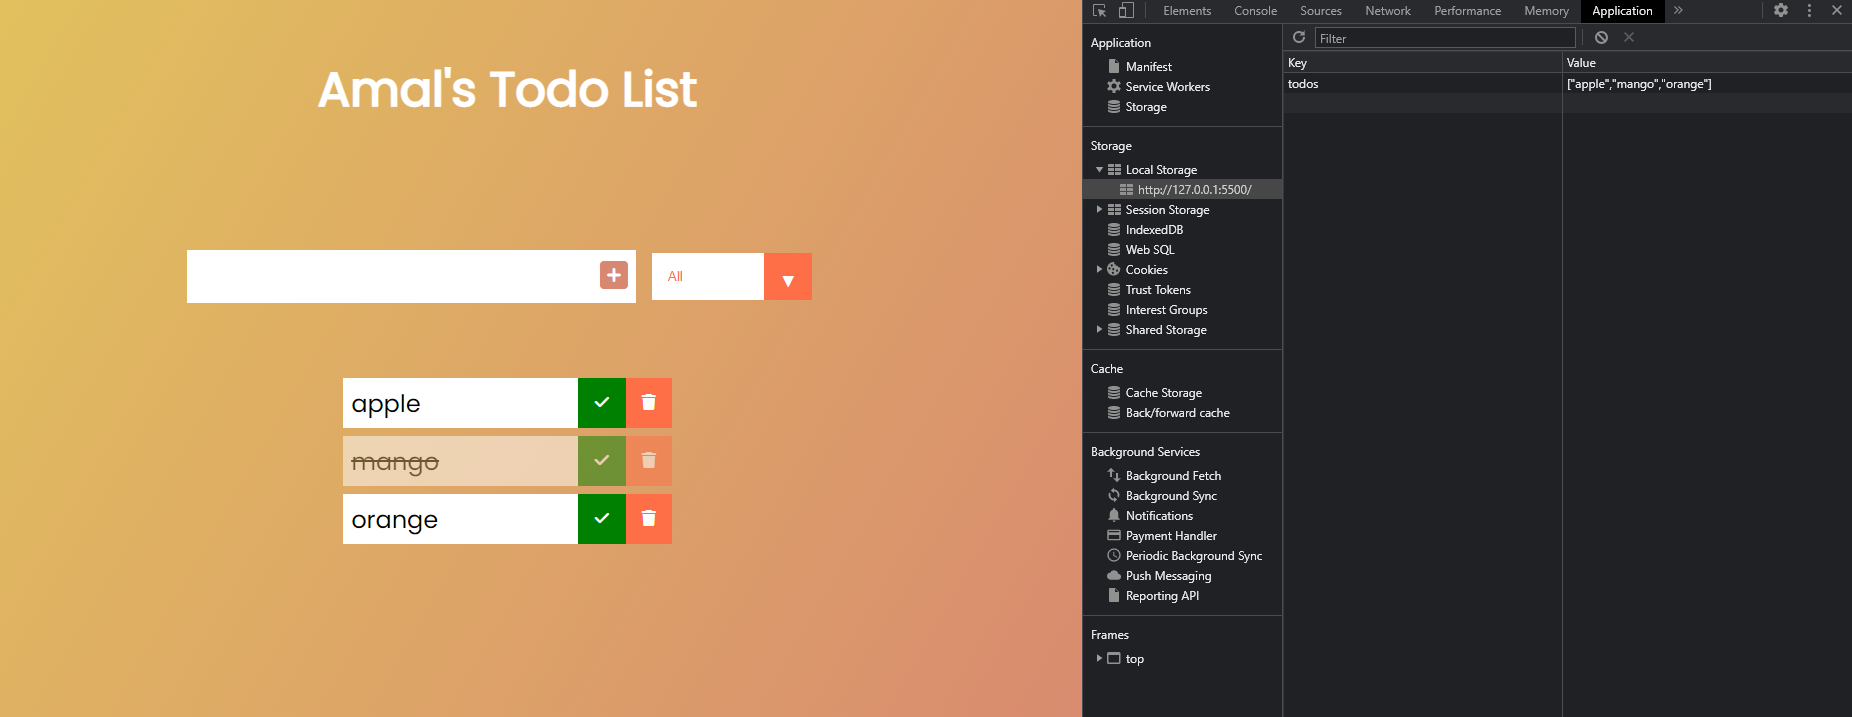 Amal's Todo List
All
apple
mango
orange
Elements Console Sources Network Performance Memory Application
Application
Manifest
Service Workers
Storage
Storage
Local Storage
http://127.0.0.1:5500/
Session Storage
IndexedDB
Web SQL
Cookies
Trust Tokens
Interest Groups
Shared Storage
Cache
Cache Storage
Back/forward cache
Background Services
Background Fetch
Background Sync
Notifications
Payment Handler
Periodic Background Sync
Push Messaging
Reporting API
Frames
top
Filter
Key Value
todos ["apple","mango","orange"]